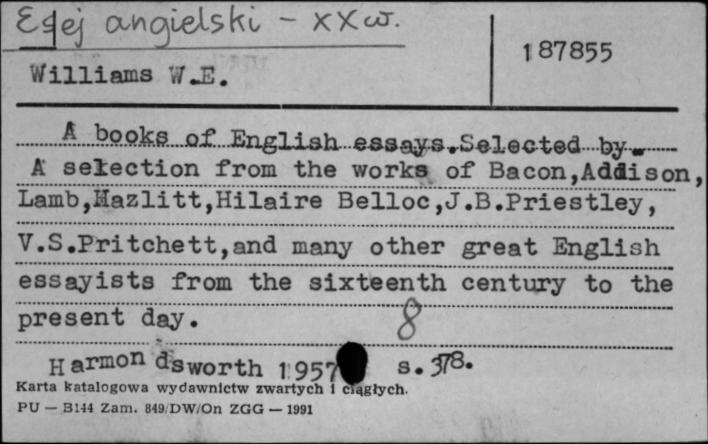 Esej angielski - XX w.
187855
Williams W.E.
A books of English essays.Selected by
A selection from the works of Bacon,Addison,
Lamb,Hazlitt,Hilaire Belloc,J.B.Priestley,
V.S.Pritchett,and many other great English
essayists from the sixteenth century to the
present day.
8
Harmondsworth 1957 s.378.
Karta katalogowa wydawnictw zwartych i ciągłych.
PU — B144 Zam. 849/DW/On ZGG — 1991